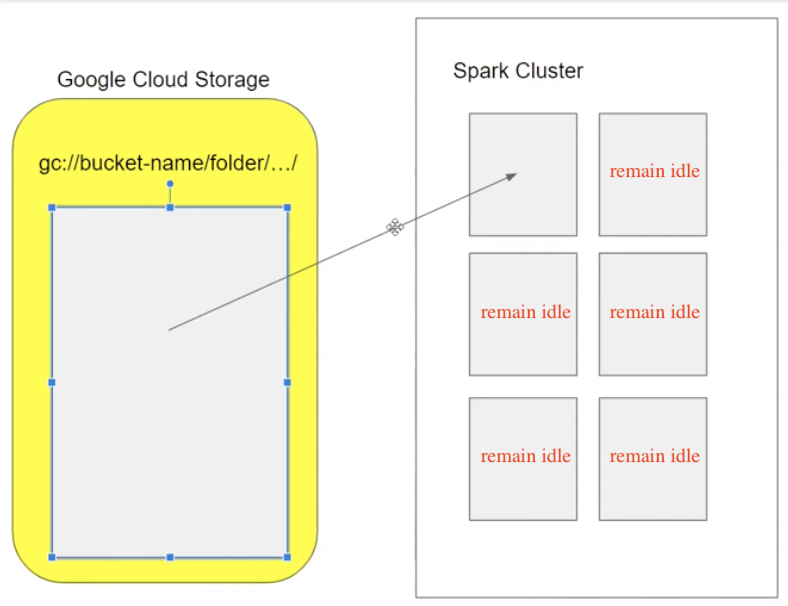 Google Cloud Storage
gc://bucket-name/folder/…/
Spark Cluster
remain idle
remain idle
remain idle
remain idle
remain idle